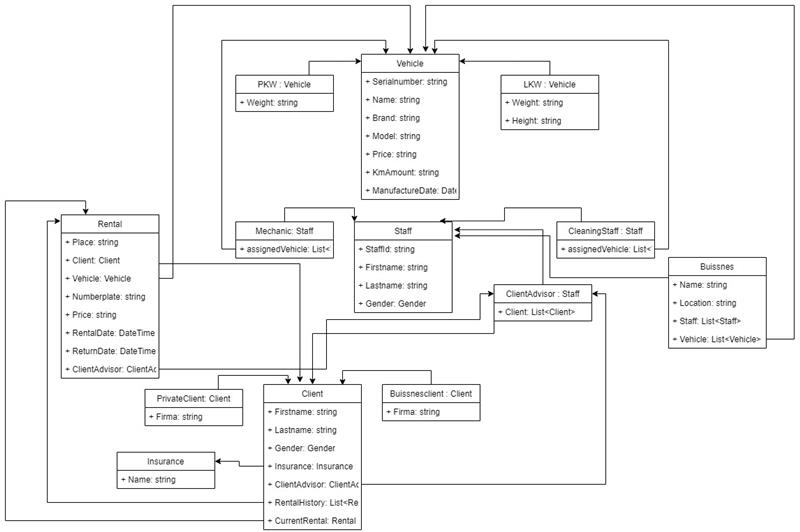 Vehicle
+ Serialnumber: string
+ Name: string
+ Brand: string
+ Model: string
+ Price: string
+ KmAmount: string
+ ManufactureDate: Date
PKW : Vehicle
+ Weight: string
LKW : Vehicle
+ Weight: string
+ Height: string
Rental
+ Place: string
+ Client: Client
+ Vehicle: Vehicle
+ Numberplate: string
+ Price: string
+ RentalDate: DateTime
+ ReturnDate: DateTime
+ ClientAdvisor: ClientAd
Mechanic: Staff
+ assignedVehicle: List<
Staff
+ StaffId: string
+ Firstname: string
+ Lastname: string
+ Gender: Gender
CleaningStaff : Staff
+ assignedVehicle: List<
Buissnes
+ Name: string
+ Location: string
+ Staff: List<Staff>
+ Vehicle: List<Vehicle>
ClientAdvisor : Staff
+ Client: List<Client>
PrivateClient: Client
+ Firma: string
Client
+ Firstname: string
+ Lastname: string
+ Gender: Gender
+ Insurance: Insurance
+ ClientAdvisor: ClientAd
+ RentalHistory: List<Re
+ CurrentRental: Rental
Buissnesclient : Client
+ Firma: string
Insurance
+ Name: string